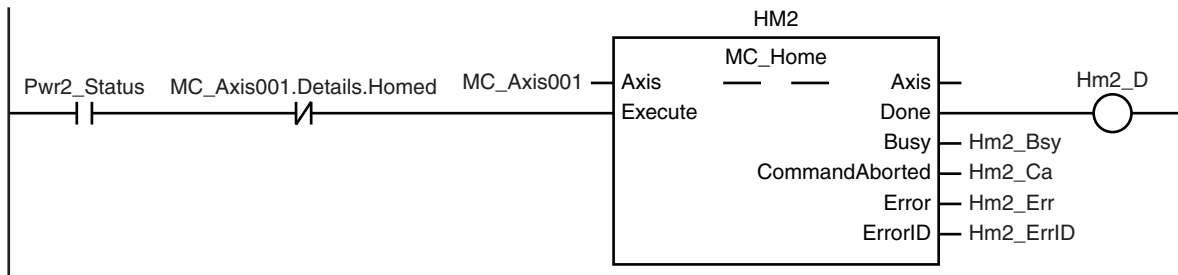 HM2
MC_Home
Pwr2_Status MC_Axis001.Details.Homed MC_Axis001 Axis Axis Hm2_D
Execute Done
Busy Hm2_Bsy
CommandAborted Hm2_Ca
Error Hm2_Err
ErrorID Hm2_ErrID